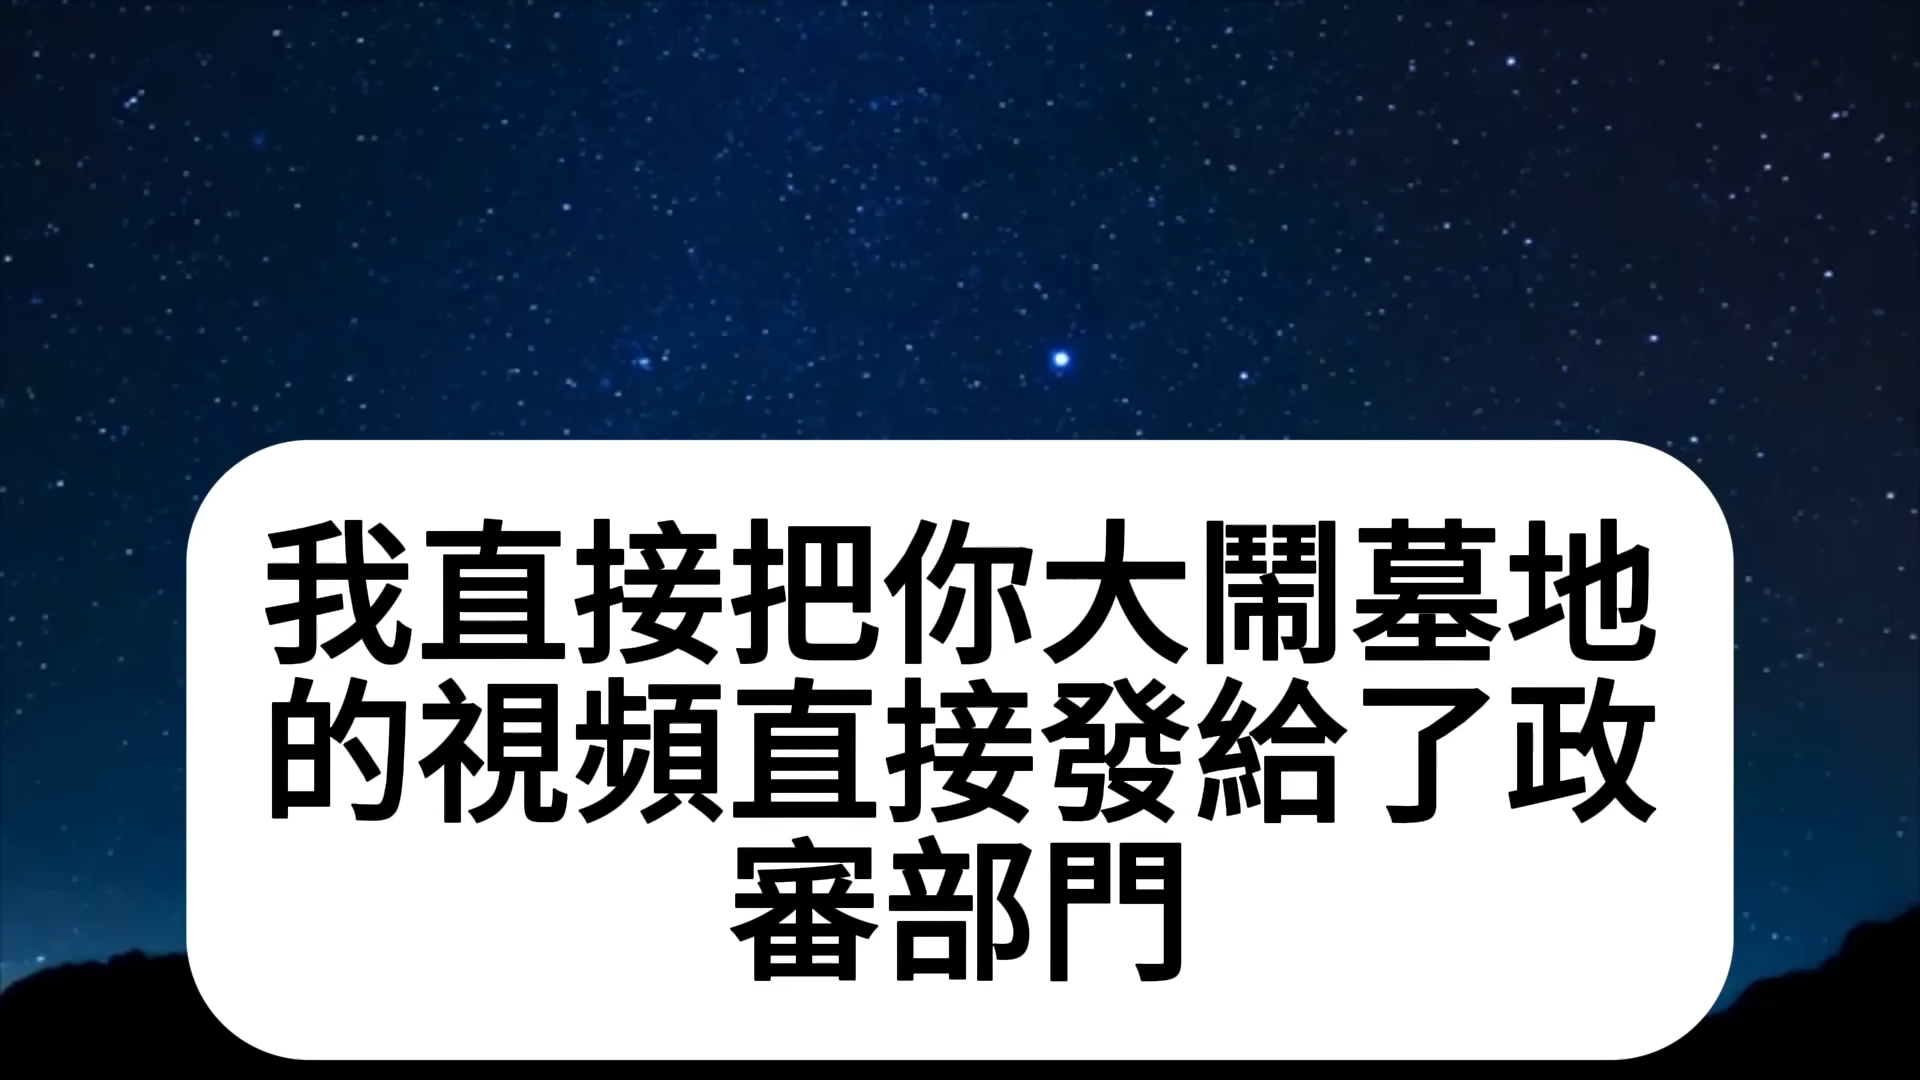 我直接把你大鬧墓地
的視頻直接發給了政
審部門